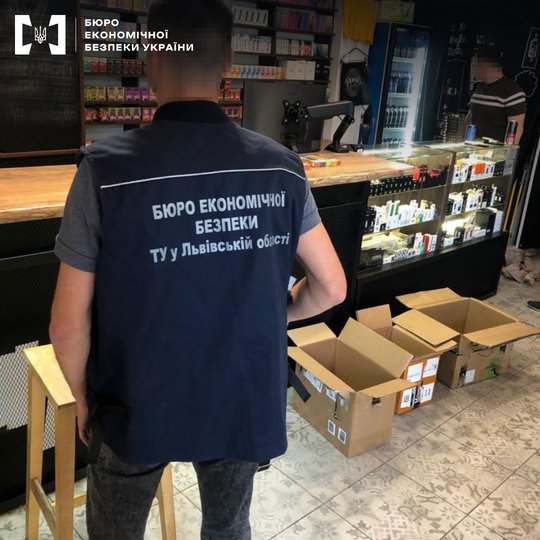 БЮРО
ЕКОНОМІЧНОЇ
БЕЗПЕКИ УКРАЇНИ
БЮРО ЕКОНОМІЧНОЇ
БЕЗПЕКИ
ТУ у Львівській області